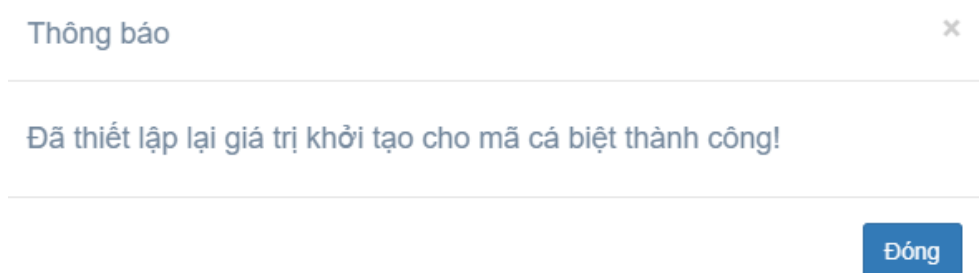 Thông báo
×
Đã thiết lập lại giá trị khởi tạo cho mã cá biệt thành công!
Đóng